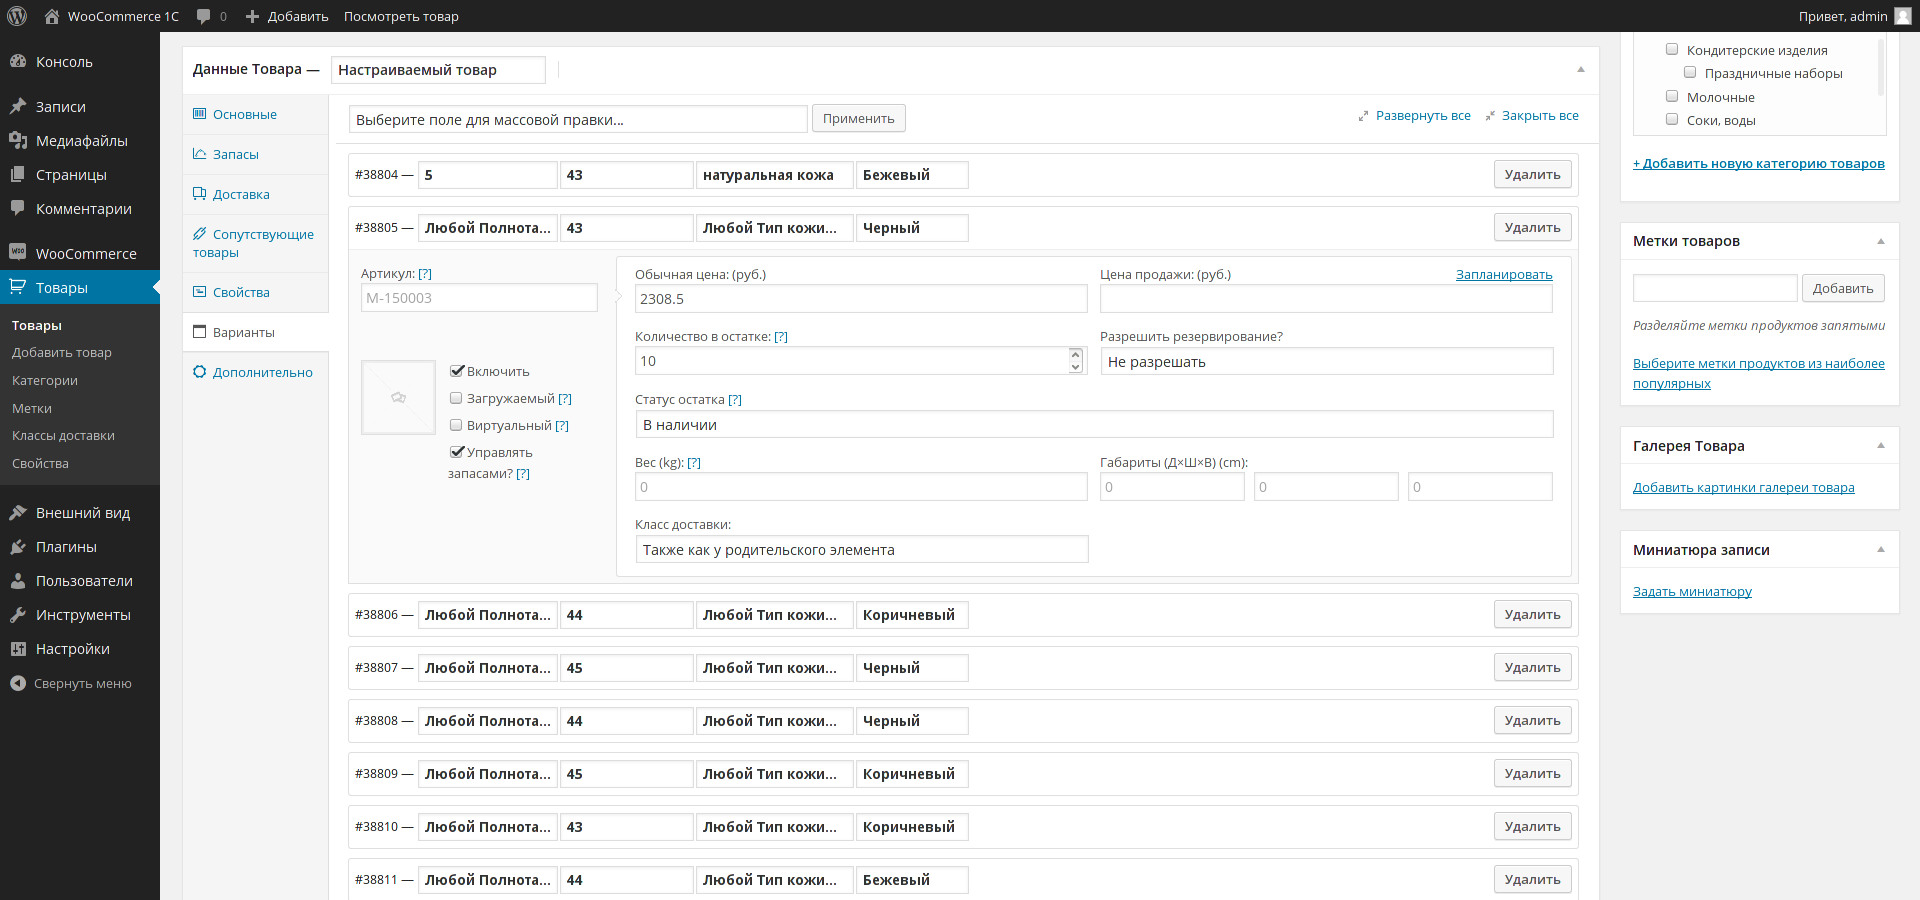 WooCommerce 1C 0 Добавить Посмотреть товар Привет, admin
Консоль
Записи
Медиафайлы
Страницы
Комментарии
WooCommerce
Товары
Товары
Добавить товар
Категории
Метки
Классы доставки
Свойства
Внешний вид
Плагины
Пользователи
Инструменты
Настройки
Свернуть меню
Данные Товара — Настраиваемый товар
Основные
Запасы
Доставка
Сопутствующие
товары
Свойства
Варианты
Дополнительно
Выберите поле для массовой правки... Применить Развернуть все Закрыть все
#38804 — 5 43 натуральная кожа Бежевый Удалить
#38805 — Любой Полнота... 43 Любой Тип кожи... Черный Удалить
Артикул: [?]
M-150003
Включить
Загружаемый [?]
Виртуальный [?]
Управлять
запасами? [?]
Обычная цена: (руб.) Цена продажи: (руб.) Запланировать
2308.5
Количество в остатке: [?] Разрешить резервирование?
10 Не разрешать
Статус остатка [?]
В наличии
Вес (kg): [?] Габариты (Д×Ш×В) (cm):
0 0 0 0
Класс доставки:
Также как у родительского элемента
#38806 — Любой Полнота... 44 Любой Тип кожи... Коричневый Удалить
#38807 — Любой Полнота... 45 Любой Тип кожи... Черный Удалить
#38808 — Любой Полнота... 44 Любой Тип кожи... Черный Удалить
#38809 — Любой Полнота... 45 Любой Тип кожи... Коричневый Удалить
#38810 — Любой Полнота... 43 Любой Тип кожи... Коричневый Удалить
#38811 — Любой Полнота... 44 Любой Тип кожи... Бежевый Удалить
Кондитерские изделия
Праздничные наборы
Молочные
Соки, воды
+ Добавить новую категорию товаров
Метки товаров
Добавить
Разделяйте метки продуктов запятыми
Выберите метки продуктов из наиболее
популярных
Галерея Товара
Добавить картинки галереи товара
Миниатюра записи
Задать миниатюру